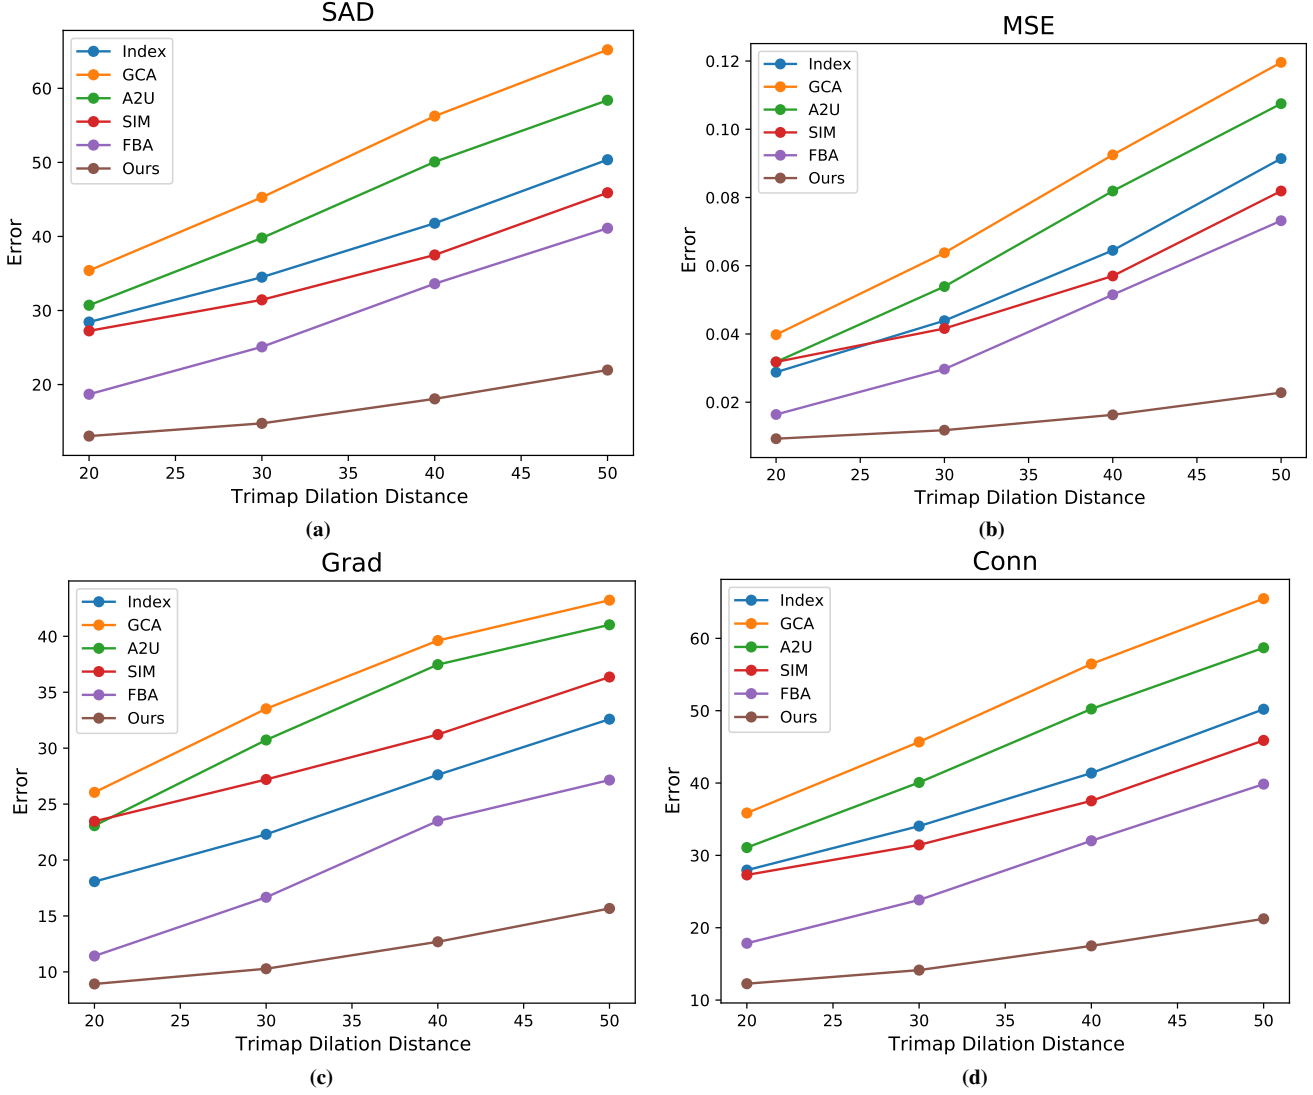 SAD
Index
GCA
A2U
SIM
FBA
Ours
60
50
40
30
20
Error
20 25 30 35 40 45 50
Trimap Dilation Distance
(a)
MSE
Index
GCA
A2U
SIM
FBA
Ours
0.12
0.10
0.08
0.06
0.04
0.02
Error
20 25 30 35 40 45 50
Trimap Dilation Distance
(b)
Grad
Index
GCA
A2U
SIM
FBA
Ours
40
35
30
25
20
15
10
Error
20 25 30 35 40 45 50
Trimap Dilation Distance
(c)
Conn
Index
GCA
A2U
SIM
FBA
Ours
60
50
40
30
20
10
Error
20 25 30 35 40 45 50
Trimap Dilation Distance
(d)